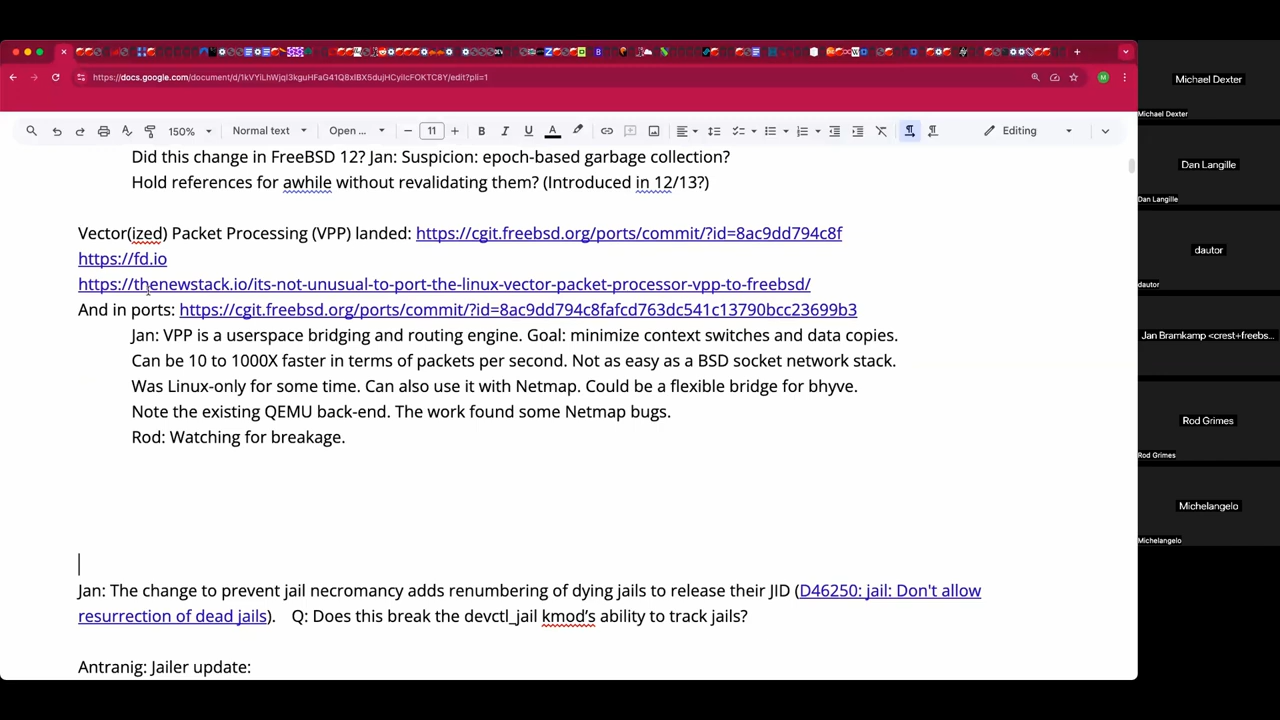 https://docs.google.com/document/d/1kVYiLhWjqI3kguHFaG41Q8xIBX5dujHCyiIcFOKTC8Y/edit?pli=1
150%
Normal text
Open ...
11
Editing
Did this change in FreeBSD 12? Jan: Suspicion: epoch-based garbage collection?
Hold references for awhile without revalidating them? (Introduced in 12/13?)
Vector(ized) Packet Processing (VPP) landed: https://cgit.freebsd.org/ports/commit/?id=8ac9dd794c8f
https://fd.io
https://thenewstack.io/its-not-unusual-to-port-the-linux-vector-packet-processor-vpp-to-freebsd/
And in ports: https://cgit.freebsd.org/ports/commit/?id=8ac9dd794c8fafcd763dc541c13790bcc23699b3
Jan: VPP is a userspace bridging and routing engine. Goal: minimize context switches and data copies.
Can be 10 to 1000X faster in terms of packets per second. Not as easy as a BSD socket network stack.
Was Linux-only for some time. Can also use it with Netmap. Could be a flexible bridge for bhyve.
Note the existing QEMU back-end. The work found some Netmap bugs.
Rod: Watching for breakage.
Jan: The change to prevent jail necromancy adds renumbering of dying jails to release their JID (D46250: jail: Don't allow
resurrection of dead jails). Q: Does this break the devctl_jail kmod's ability to track jails?
Antranig: Jailer update:
Michael Dexter
Michael Dexter
Dan Langille
Dan Langille
dautor
dautor
Jan Bramkamp <crest+freebs...
Rod Grimes
Rod Grimes
Michelangelo
Michelangelo